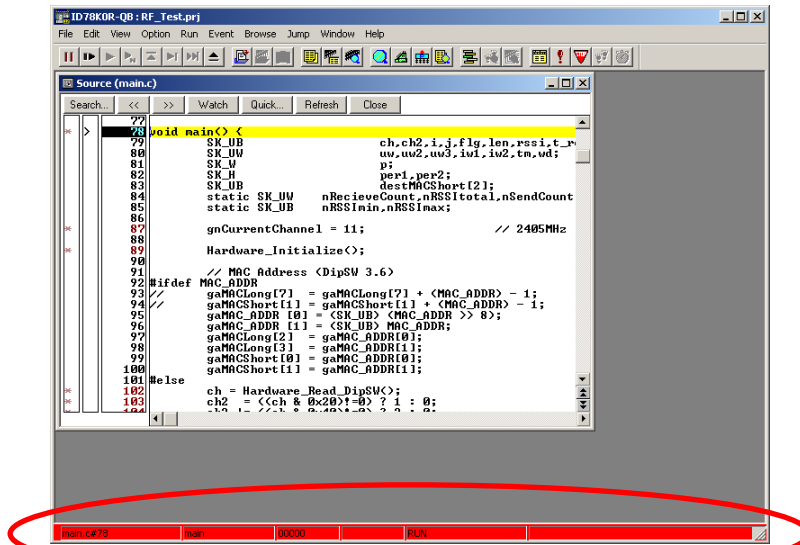 ID78K0R-QB : RF_Test.prj
File Edit View Option Run Event Browse Jump Window Help
Source (main.c)
Search... << >> Watch Quick... Refresh Close
77
* > 78 void main() {
79 SK_UB ch,ch2,i,j,flg,len,rssi,t_r
80 SK_UW uw,uw2,uw3,iw1,iw2,tm,wd;
81 SK_W p;
82 SK_H per1,per2;
83 SK_UB destMACShort[2];
84 static SK_UW nRecieveCount,nRSSItotal,nSendCount
85 static SK_UB nRSSImin,nRSSImax;
86
* 87 gnCurrentChannel = 11; // 2405MHz
88
* 89 Hardware_Initialize();
90
91 // MAC Address (DipSW 3.6)
92 #ifdef MAC_ADDR
93 // gaMACLong[7] = gaMACLong[7] + (MAC_ADDR) - 1;
94 // gaMACShort[1] = gaMACShort[1] + (MAC_ADDR) - 1;
95 gaMAC_ADDR [0] = (SK_UB) (MAC_ADDR >> 8);
96 gaMAC_ADDR [1] = (SK_UB) MAC_ADDR;
97 gaMACLong[2] = gaMAC_ADDR[0];
98 gaMACLong[3] = gaMAC_ADDR[1];
99 gaMACShort[0] = gaMAC_ADDR[0];
100 gaMACShort[1] = gaMAC_ADDR[1];
101 #else
* 102 ch = Hardware_Read_DipSW();
* 103 ch2 = ((ch & 0x20)!=0) ? 1 : 0;
main.c#78 main 00000 RUN